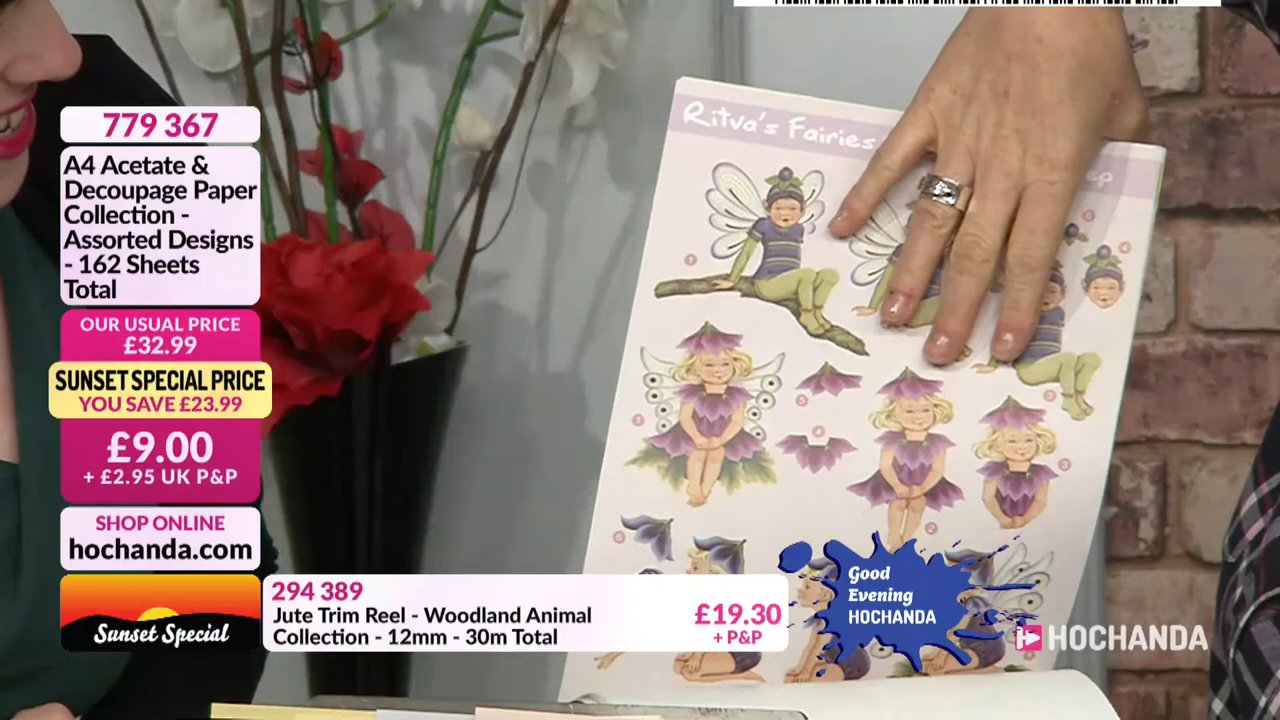 779 367
A4 Acetate &
Decoupage Paper
Collection -
Assorted Designs
- 162 Sheets
Total
OUR USUAL PRICE
£32.99
SUNSET SPECIAL PRICE
YOU SAVE £23.99
£9.00
+ £2.95 UK P&P
SHOP ONLINE
hochanda.com
Sunset Special
294 389
Jute Trim Reel - Woodland Animal
Collection - 12mm - 30m Total
£19.30
+ P&P
Good
Evening
HOCHANDA
HOCHANDA
Ritva's Fairies